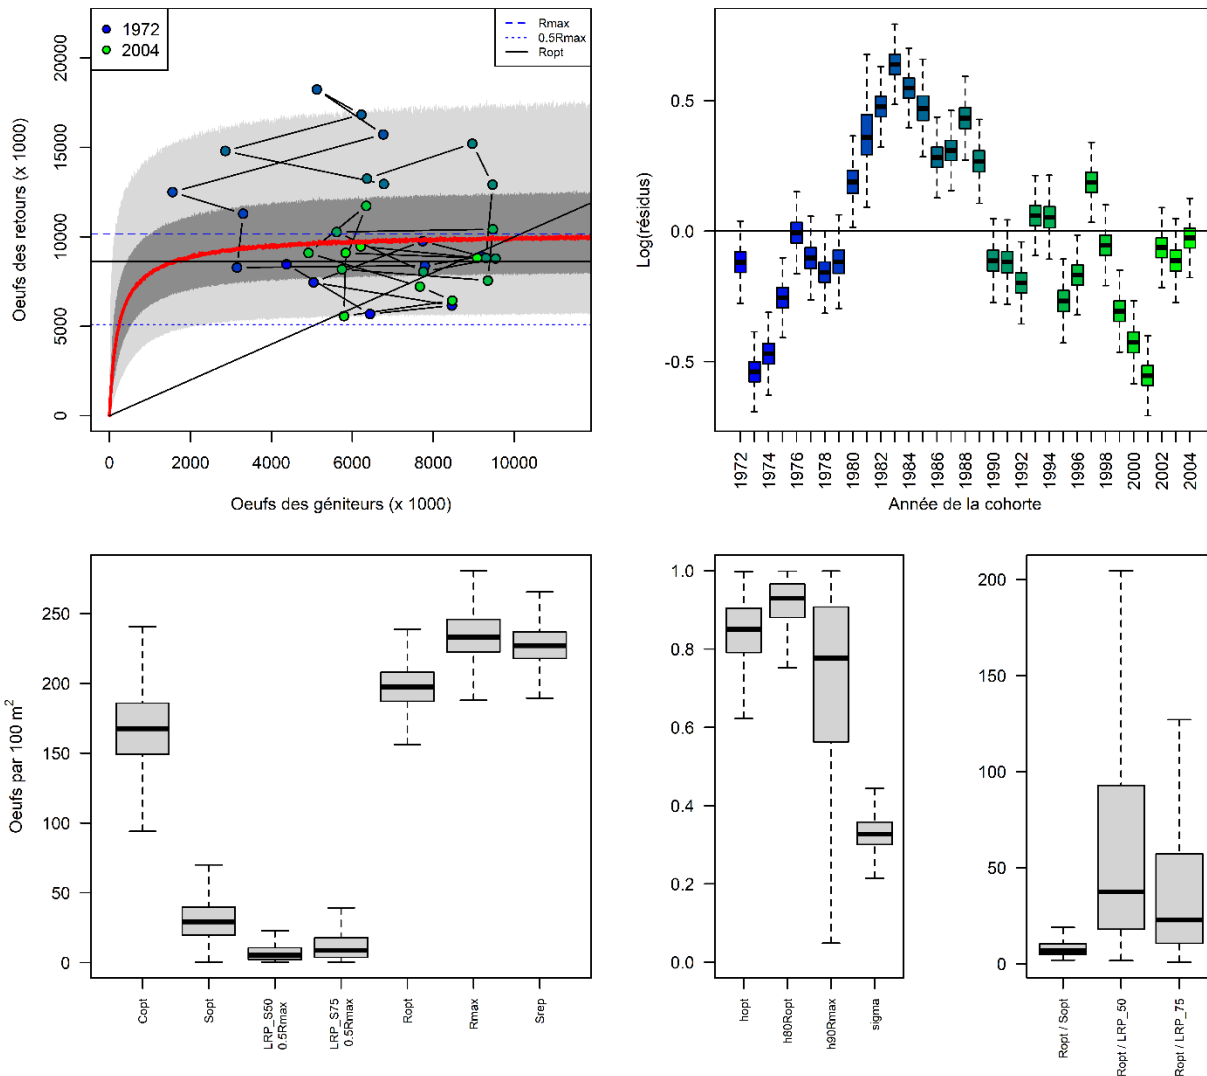 1972
2004
Rmax
0.5Rmax
Ropt
Oeufs des retours (x 1000)
20000
15000
10000
5000
0
0 2000 4000 6000 8000 10000
Oeufs des géniteurs (x 1000)
Log(résidus)
0.5
0.0
-0.5
1972 1974 1976 1978 1980 1982 1984 1986 1988 1990 1992 1994 1996 1998 2000 2002 2004
Année de la cohorte
Oeufs par 100 m²
250
200
150
100
50
0
Copt
Sopt
LRP_S50
0.5Rmax
LRP_S75
0.5Rmax
Ropt
Rmax
Srep
1.0
0.8
0.6
0.4
0.2
0.0
hopt
h80Ropt
h90Rmax
sigma
200
150
100
50
0
Ropt / Sopt
Ropt / LRP_50
Ropt / LRP_75